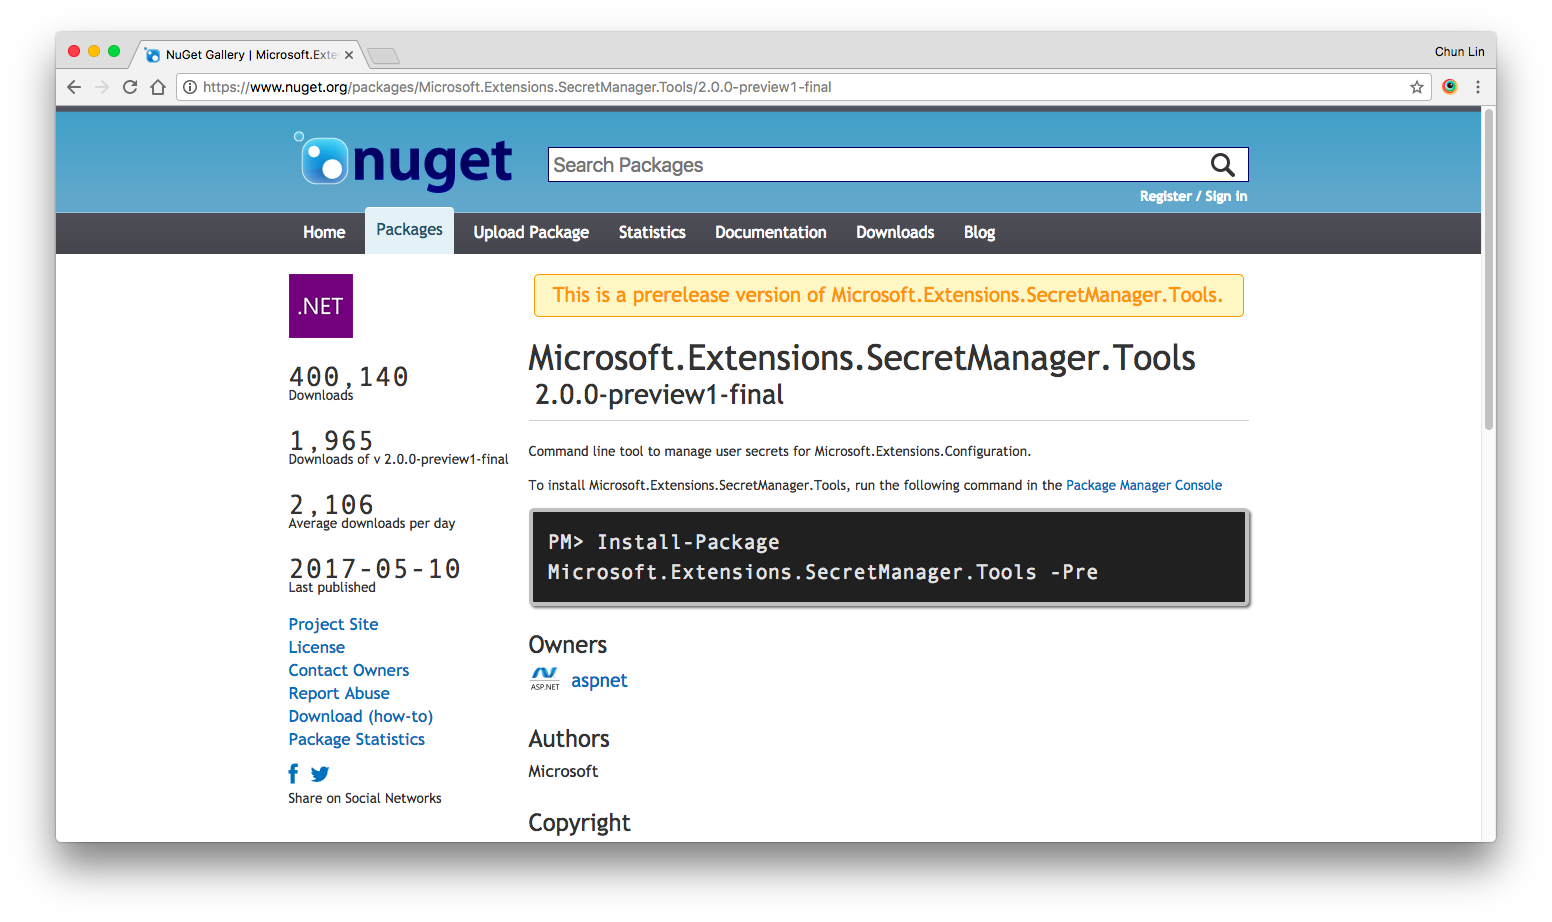 NuGet Gallery | Microsoft.Exte
Chun Lin
https://www.nuget.org/packages/Microsoft.Extensions.SecretManager.Tools/2.0.0-preview1-final
nuget
Search Packages
Register / Sign in
Home Packages Upload Package Statistics Documentation Downloads Blog
.NET
400,140
Downloads
1,965
Downloads of v 2.0.0-preview1-final
2,106
Average downloads per day
2017-05-10
Last published
Project Site
License
Contact Owners
Report Abuse
Download (how-to)
Package Statistics
Share on Social Networks
This is a prerelease version of Microsoft.Extensions.SecretManager.Tools.
Microsoft.Extensions.SecretManager.Tools
2.0.0-preview1-final
Command line tool to manage user secrets for Microsoft.Extensions.Configuration.
To install Microsoft.Extensions.SecretManager.Tools, run the following command in the Package Manager Console
PM> Install-Package
Microsoft.Extensions.SecretManager.Tools -Pre
Owners
ASP.NET aspnet
Authors
Microsoft
Copyright